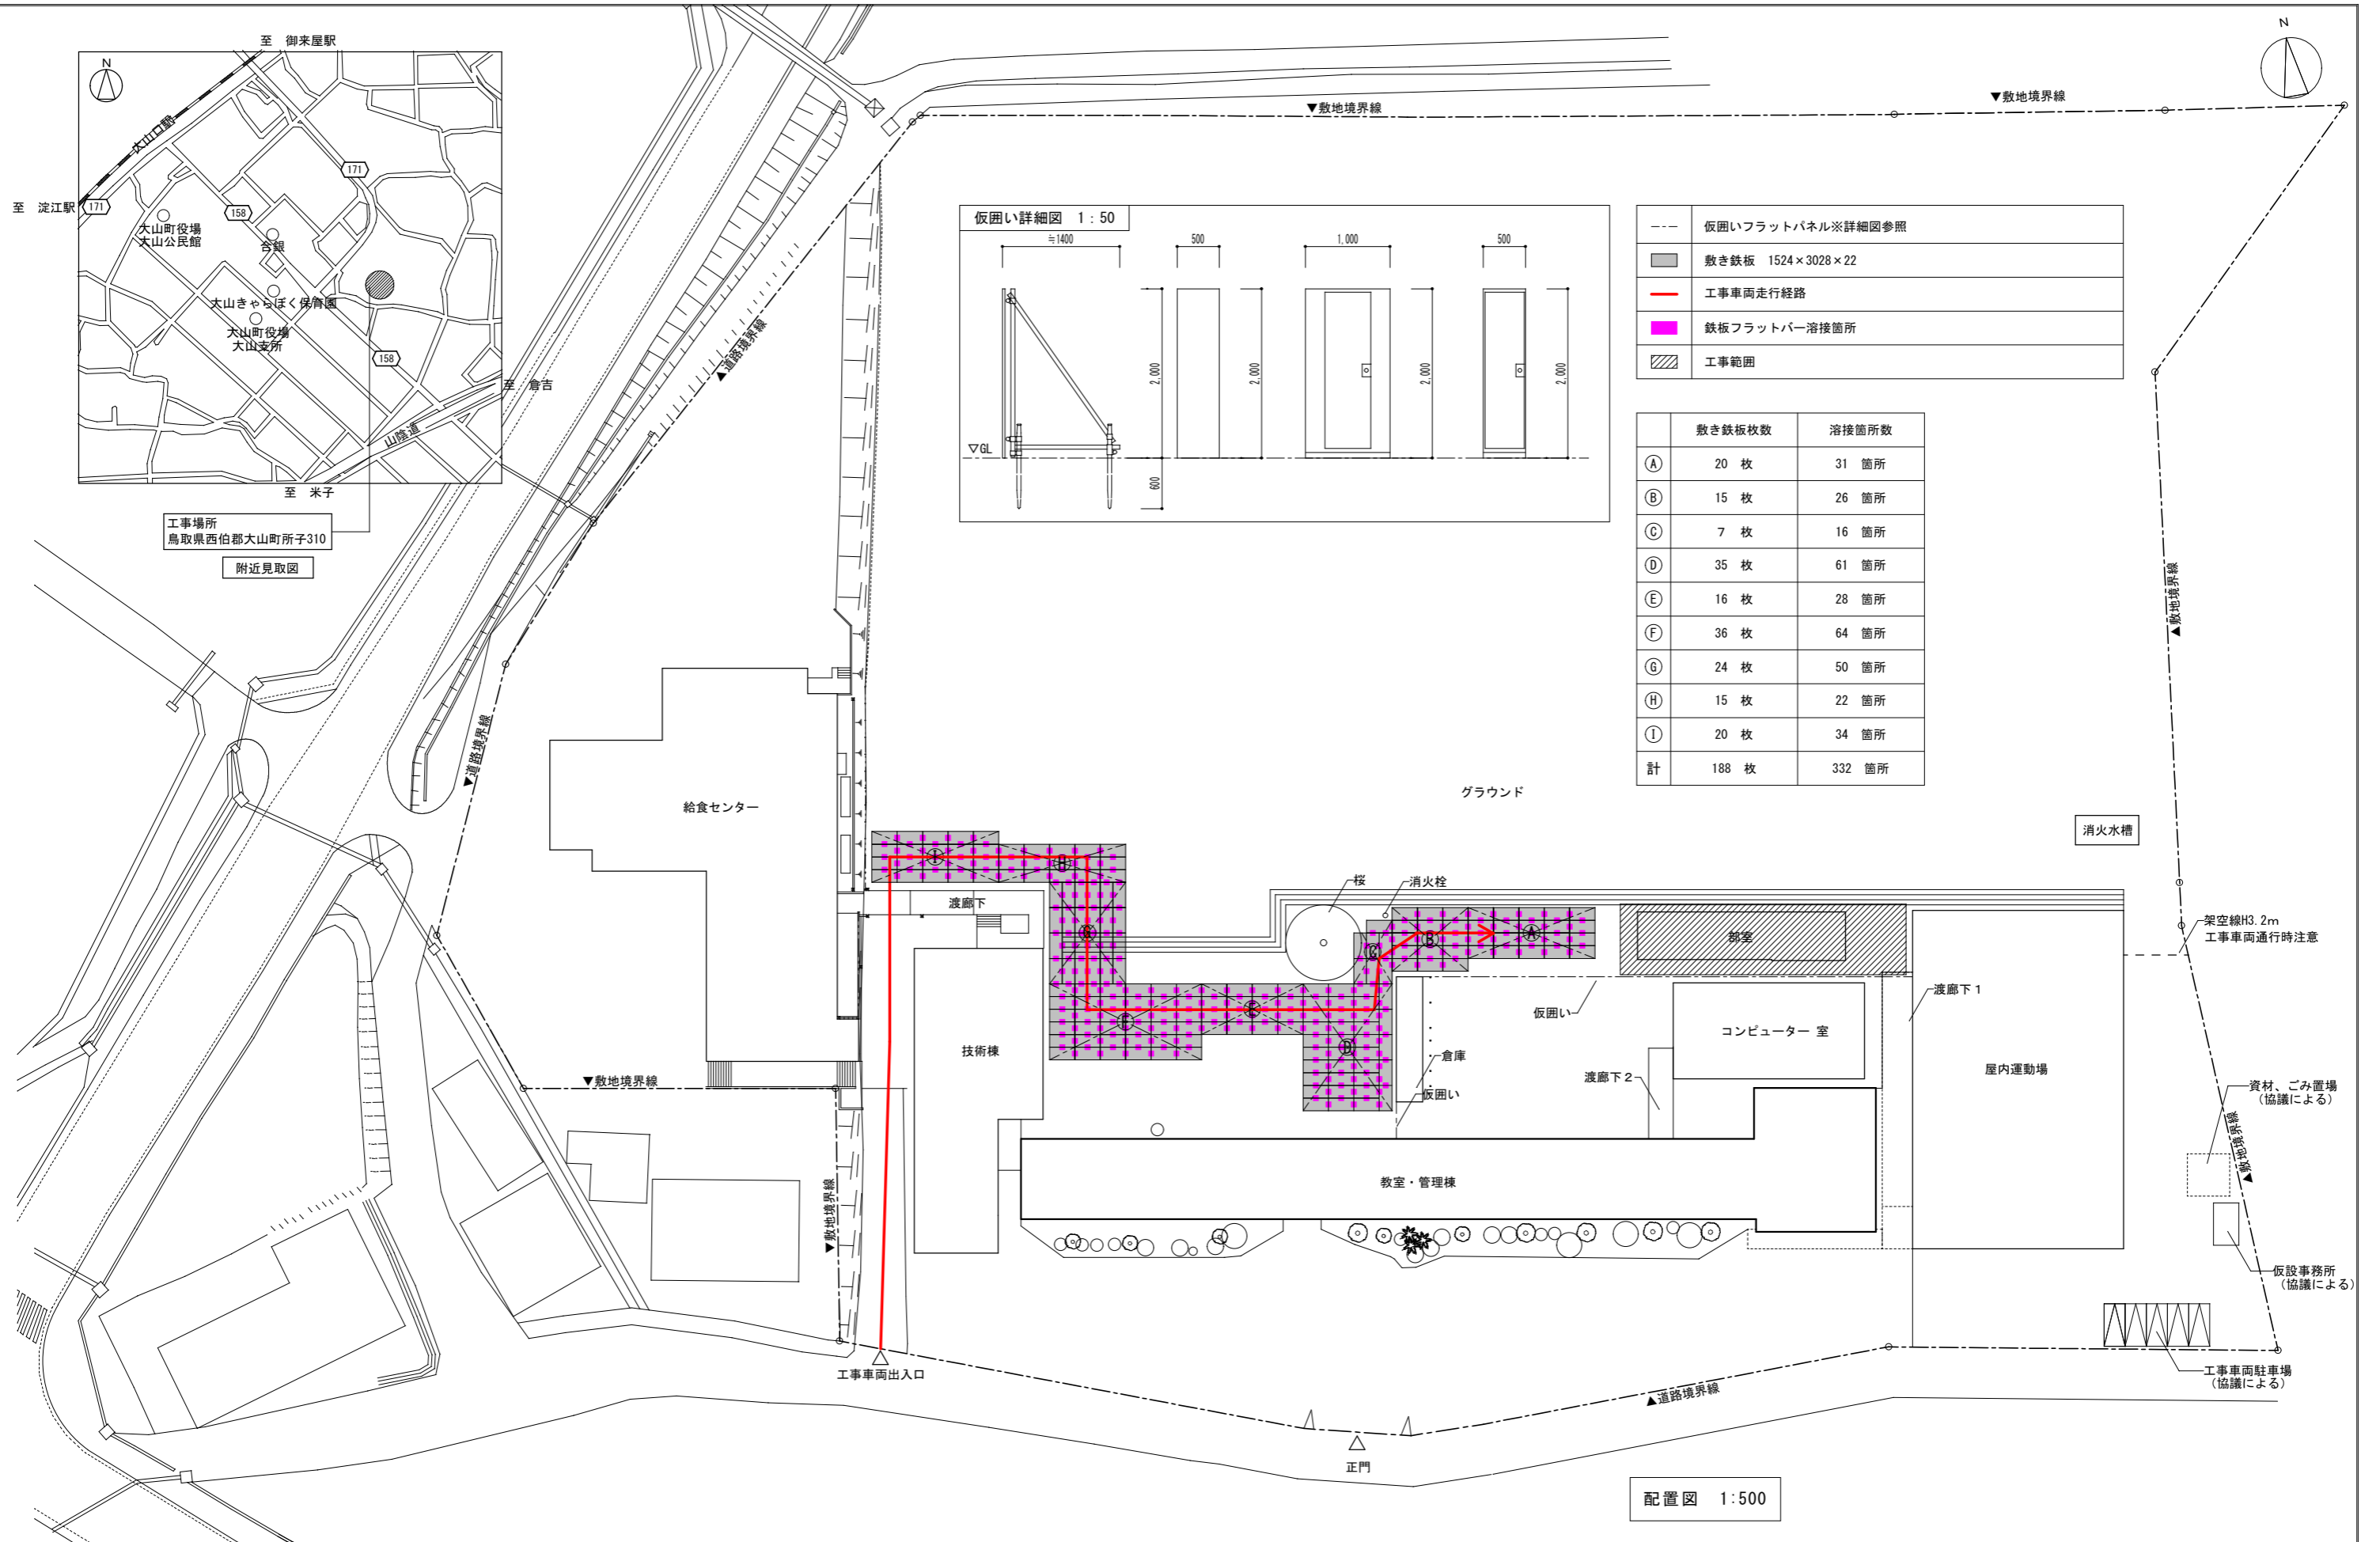 至　御来屋駅
N
大山口駅
171
至　淀江駅
171
158
大山町役場
大山公民館
合銀
大山きゃらぼく保育園
大山町役場
大山支所
158
至　倉吉
山陰道
至　米子
工事場所
鳥取県西伯郡大山町所子310
附近見取図
N
▼敷地境界線
▼敷地境界線
▲道路境界線
▼道路境界線
仮囲い詳細図　1：50
≒1400
500
1,000
500
2,000
2,000
2,000
2,000
▽GL
600
仮囲いフラットパネル※詳細図参照
敷き鉄板　1524×3028×22
工事車両走行経路
鉄板フラットバー溶接箇所
工事範囲
敷き鉄板枚数　溶接箇所数
Ⓐ　20　枚　31　箇所
Ⓑ　15　枚　26　箇所
Ⓒ　7　枚　16　箇所
Ⓓ　35　枚　61　箇所
Ⓔ　16　枚　28　箇所
Ⓕ　36　枚　64　箇所
Ⓖ　24　枚　50　箇所
Ⓗ　15　枚　22　箇所
Ⓘ　20　枚　34　箇所
計　188　枚　332　箇所
▲敷地境界線
グラウンド
給食センター
消火水槽
Ⓘ
Ⓗ
桜
消火栓
渡廊下
Ⓖ
Ⓒ
Ⓑ
Ⓐ
部室
架空線H3.2m
工事車両通行時注意
渡廊下１
仮囲い
コンピューター 室
Ⓕ
Ⓔ
Ⓓ
技術棟
倉庫
渡廊下２
屋内運動場
▼敷地境界線
仮囲い
資材、ごみ置場
（協議による）
▲敷地境界線
▼敷地境界線
教室・管理棟
仮設事務所
（協議による）
工事車両出入口
工事車両駐車場
（協議による）
▲道路境界線
正門
配置図　1：500